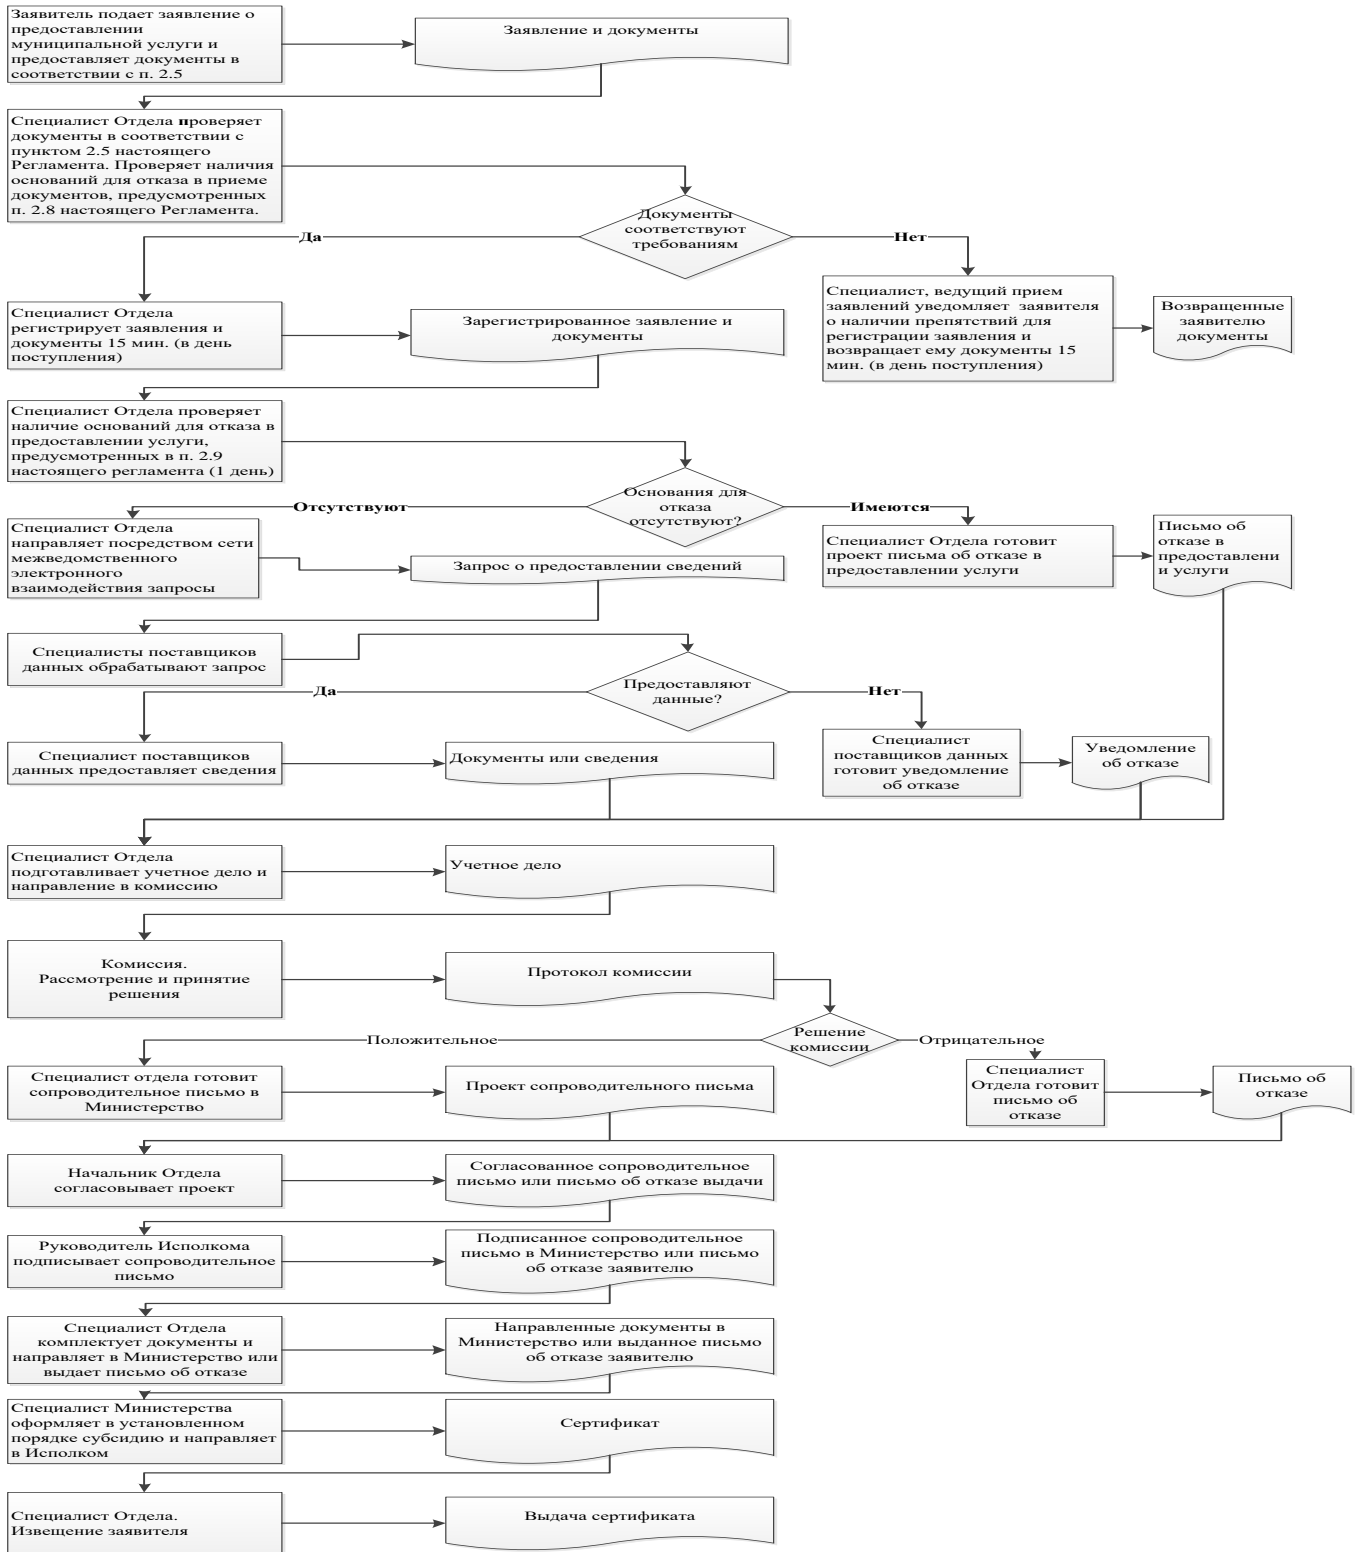 Заявитель подает заявление о
предоставлении
муниципальной услуги и
предоставляет документы в
соответствии с п. 2.5
Заявление и документы
Специалист Отдела проверяет
документы в соответствии с
пунктом 2.5 настоящего
Регламента. Проверяет наличия
оснований для отказа в приеме
документов, предусмотренных
п. 2.8 настоящего Регламента.
Документы
соответствуют
требованиям
Да
Нет
Специалист Отдела
регистрирует заявления и
документы 15 мин. (в день
поступления)
Зарегистрированное заявление и
документы
Специалист, ведущий прием
заявлений уведомляет заявителя
о наличии препятствий для
регистрации заявления и
возвращает ему документы 15
мин. (в день поступления)
Возвращенные
заявителю
документы
Специалист Отдела проверяет
наличие оснований для отказа в
предоставлении услуги,
предусмотренных в п. 2.9
настоящего регламента (1 день)
Основания для
отказа
отсутствуют?
Отсутствуют
Имеются
Специалист Отдела
направляет посредством сети
межведомственного
электронного
взаимодействия запросы
Запрос о предоставлении сведений
Специалист Отдела готовит
проект письма об отказе в
предоставлении услуги
Письмо об
отказе в
предоставлени
и услуги
Специалисты поставщиков
данных обрабатывают запрос
Предоставляют
данные?
Да
Нет
Специалист поставщиков
данных предоставляет сведения
Документы или сведения
Специалист
поставщиков данных
готовит уведомление
об отказе
Уведомление
об отказе
Специалист Отдела
подготавливает учетное дело и
направление в комиссию
Учетное дело
Комиссия.
Рассмотрение и принятие
решения
Протокол комиссии
Решение
комиссии
Положительное
Отрицательное
Специалист отдела готовит
сопроводительное письмо в
Министерство
Проект сопроводительного письма
Специалист
Отдела готовит
письмо об
отказе
Письмо об
отказе
Начальник Отдела
согласовывает проект
Согласованное сопроводительное
письмо или письмо об отказе выдачи
Руководитель Исполкома
подписывает сопроводительное
письмо
Подписанное сопроводительное
письмо в Министерство или письмо
об отказе заявителю
Специалист Отдела
комплектует документы и
направляет в Министерство или
выдает письмо об отказе
Направленные документы в
Министерство или выданное письмо
об отказе заявителю
Специалист Министерства
оформляет в установленном
порядке субсидию и направляет
в Исполком
Сертификат
Специалист Отдела.
Извещение заявителя
Выдача сертификата